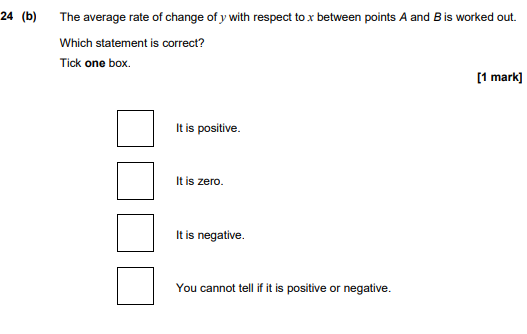 24 (b) The average rate of change of y with respect to x between points A and B is worked out.
Which statement is correct?
Tick one box.
[1 mark]
It is positive.
It is zero.
It is negative.
You cannot tell if it is positive or negative.